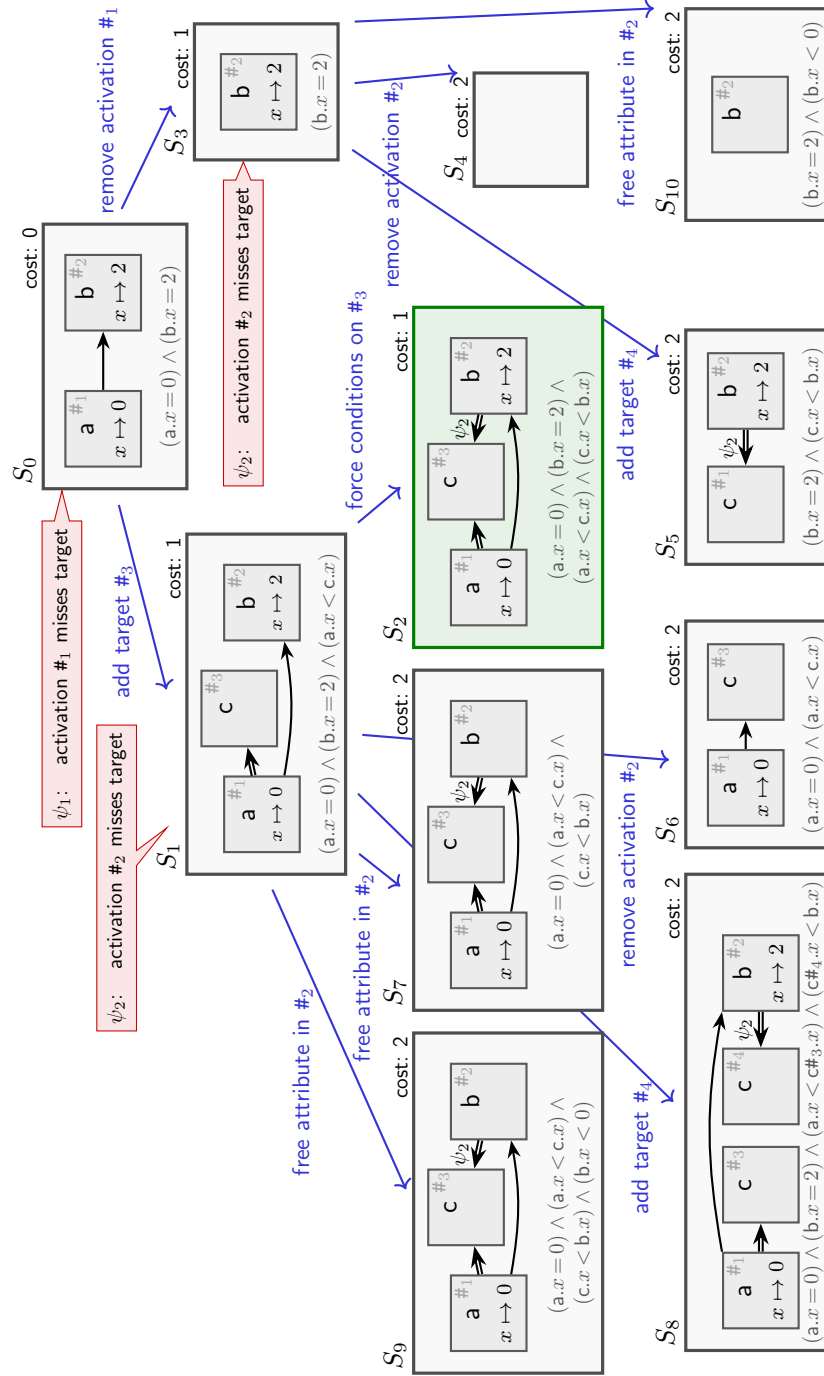 S₀ cost: 0
a #₁
x ↦ 0
b #₂
x ↦ 2
(a.x = 0) ∧ (b.x = 2)
ψ₁: activation #₁ misses target
ψ₂: activation #₂ misses target
add target #₃
remove activation #₁
S₁ cost: 1
a #₁
x ↦ 0
c #₃
b #₂
x ↦ 2
(a.x = 0) ∧ (b.x = 2) ∧ (a.x < c.x)
ψ₂: activation #₂ misses target
S₃ cost: 1
b #₂
x ↦ 2
(b.x = 2)
free attribute in #₂
free attribute in #₂
force conditions on #₃
remove activation #₂
S₉ cost: 2
a #₁
x ↦ 0
c #₃
ψ₂
b #₂
(a.x = 0) ∧ (a.x < c.x) ∧
(c.x < b.x) ∧ (b.x < 0)
S₇ cost: 2
a #₁
x ↦ 0
c #₃
ψ₂
b #₂
(a.x = 0) ∧ (a.x < c.x) ∧
(c.x < b.x)
S₂ cost: 1
a #₁
x ↦ 0
c #₃
ψ₂
b #₂
x ↦ 2
(a.x = 0) ∧ (b.x = 2) ∧
(a.x < c.x) ∧ (c.x < b.x)
S₄ cost: 2
add target #₄
remove activation #₂
add target #₄
free attribute in #₂
S₈ cost: 2
a #₁
x ↦ 0
c #₃
c #₄
ψ₂
b #₂
x ↦ 2
(a.x = 0) ∧ (b.x = 2) ∧ (a.x < c#₃.x) ∧ (c#₄.x < b.x)
S₆ cost: 2
a #₁
x ↦ 0
c #₃
(a.x = 0) ∧ (a.x < c.x)
S₅ cost: 2
c #₁
ψ₂
b #₂
x ↦ 2
(b.x = 2) ∧ (c.x < b.x)
S₁₀ cost: 2
b #₂
(b.x = 2) ∧ (b.x < 0)